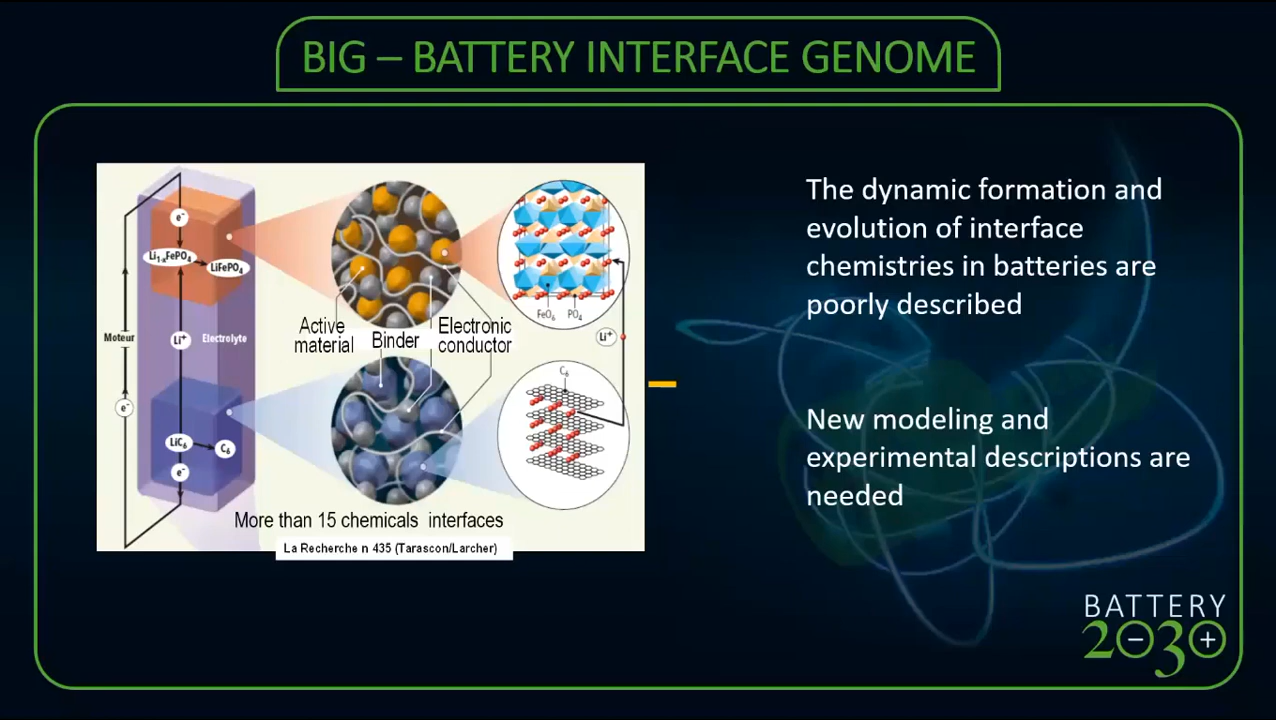 BIG – BATTERY INTERFACE GENOME
e-
Li1-xFePO4
LiFePO4
Moteur
Li+
Electrolyte
e-
LiC6
C6
e-
Active
material
Binder
Electronic
conductor
FeO6
PO4
Li+
C6
More than 15 chemicals interfaces
La Recherche n 435 (Tarascon/Larcher)
The dynamic formation and
evolution of interface
chemistries in batteries are
poorly described
New modeling and
experimental descriptions are
needed
BATTERY
2030